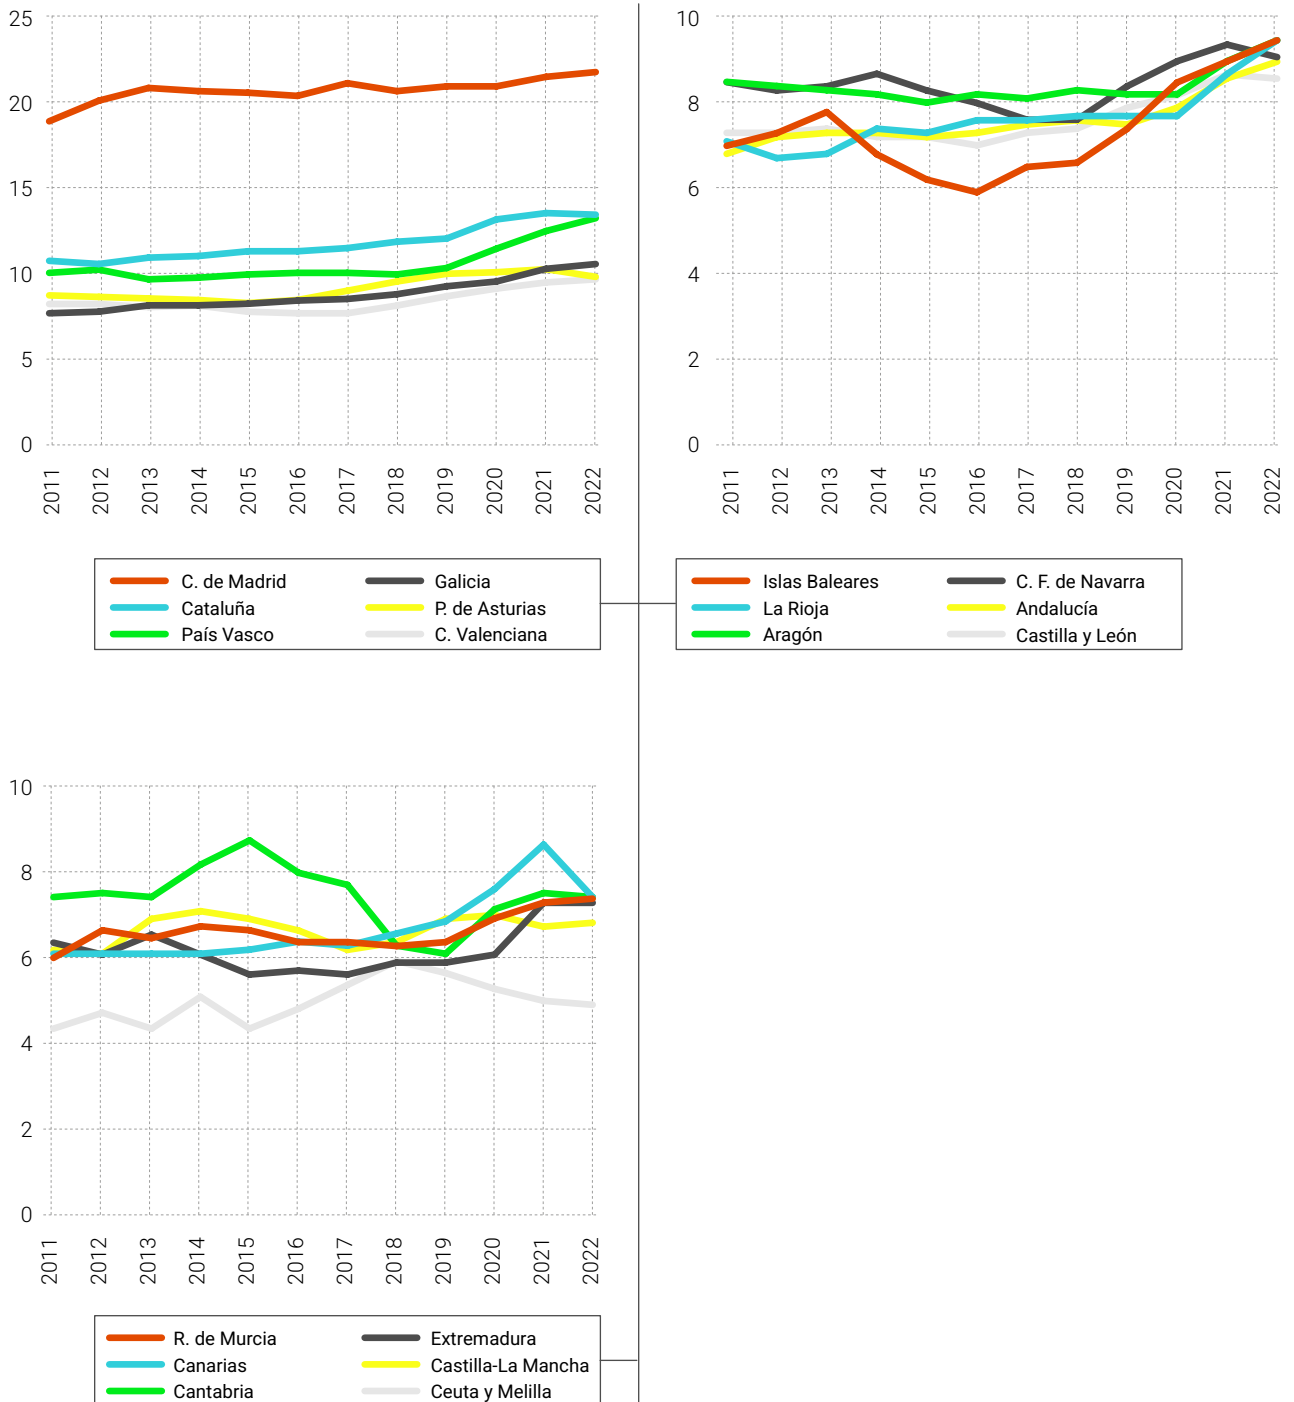 25
20
15
10
5
0
2011 2012 2013 2014 2015 2016 2017 2018 2019 2020 2021 2022
C. de Madrid Galicia
Cataluña P. de Asturias
País Vasco C. Valenciana
10
8
6
4
2
0
2011 2012 2013 2014 2015 2016 2017 2018 2019 2020 2021 2022
Islas Baleares C. F. de Navarra
La Rioja Andalucía
Aragón Castilla y León
10
8
6
4
2
0
2011 2012 2013 2014 2015 2016 2017 2018 2019 2020 2021 2022
R. de Murcia Extremadura
Canarias Castilla-La Mancha
Cantabria Ceuta y Melilla